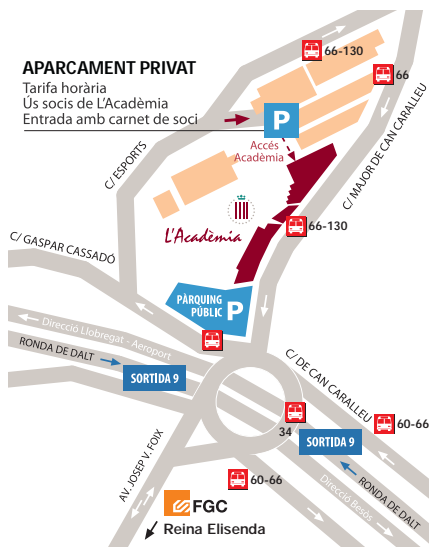 66-130
APARCAMENT PRIVAT
66
Tarifa horària
Ús socis de L'Acadèmia
Entrada amb carnet de soci
P
Accés
Acadèmia
C/ ESPORTS
C/ MAJOR DE CAN CARALLEU
L'Acadèmia
66-130
C/ GASPAR CASSADÓ
PÀRQUING
PÚBLIC
P
Direcció Llobregat - Aeroport
RONDA DE DALT
SORTIDA 9
C/ DE CAN CARALLEU
34
60-66
SORTIDA 9
AV. JOSEP V. FOIX
60-66
Direcció Besòs
RONDA DE DALT
FGC
Reina Elisenda